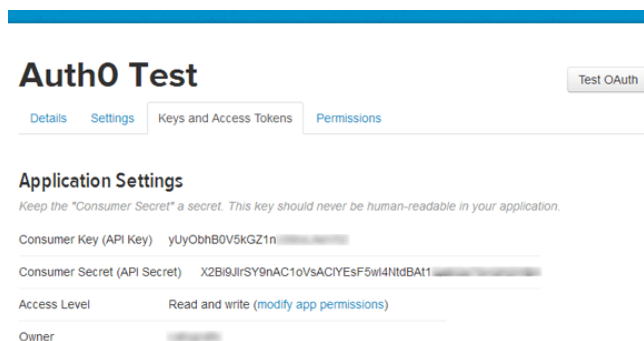 Auth0 Test
Test OAuth
Details Settings Keys and Access Tokens Permissions
Application Settings
Keep the "Consumer Secret" a secret. This key should never be human-readable in your application.
Consumer Key (API Key) yUyObhB0V5kGZ1n
Consumer Secret (API Secret) X2Bi9JIrSY9nAC1oVsACIYEsF5wl4NtdBAt1
Access Level Read and write (modify app permissions)
Owner